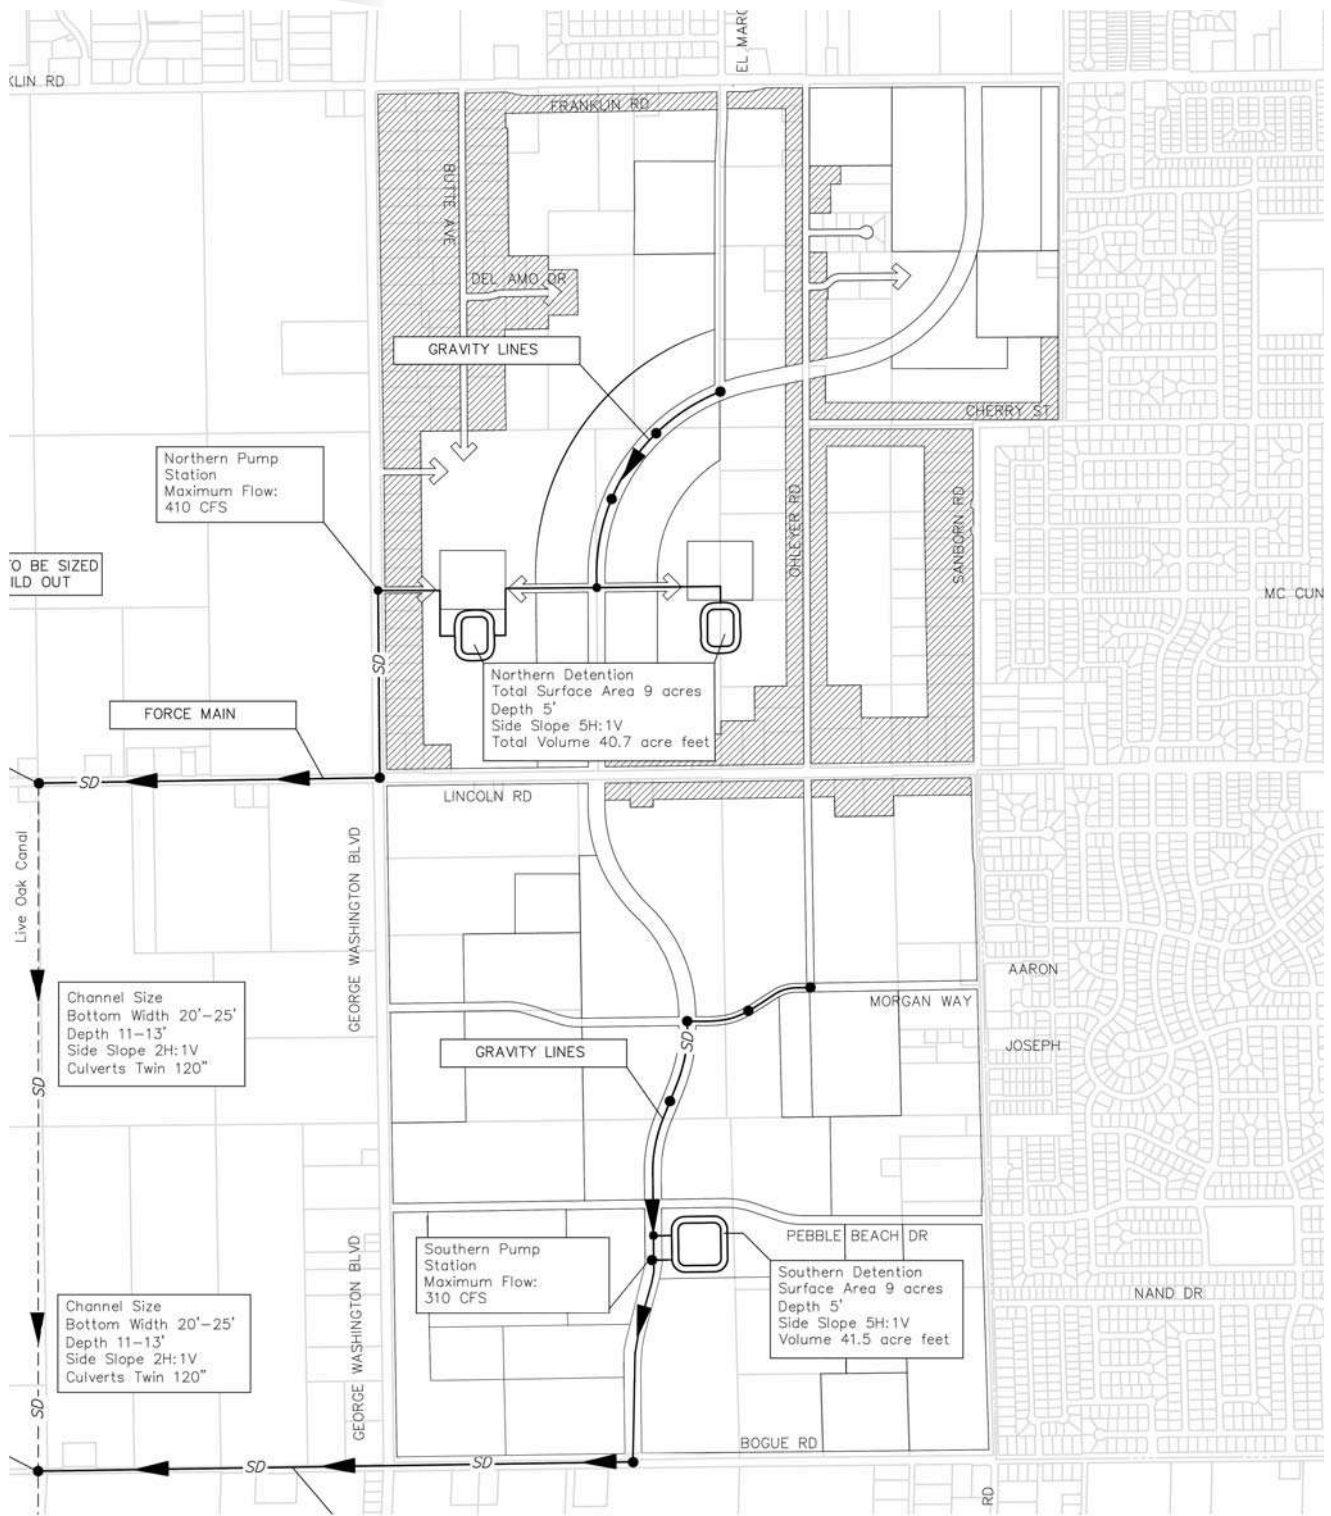 KLIN RD
EL MARG
FRANKLIN RD
BUTTE AVE
DEL AMO DR
GRAVITY LINES
CHERRY ST
Northern Pump
Station
Maximum Flow:
410 CFS
OHLEYER RD
SANBORN RD
TO BE SIZED
ILD OUT
MC CUN
SD
Northern Detention
Total Surface Area 9 acres
Depth 5'
Side Slope 5H:1V
Total Volume 40.7 acre feet
FORCE MAIN
SD
LINCOLN RD
Live Oak Canal
GEORGE WASHINGTON BLVD
AARON
MORGAN WAY
Channel Size
Bottom Width 20'-25'
Depth 11-13'
Side Slope 2H:1V
Culverts Twin 120"
SD
JOSEPH
GRAVITY LINES
SD
PEBBLE BEACH DR
Southern Pump
Station
Maximum Flow:
310 CFS
GEORGE WASHINGTON BLVD
Southern Detention
Surface Area 9 acres
Depth 5'
Side Slope 5H:1V
Volume 41.5 acre feet
NAND DR
Channel Size
Bottom Width 20'-25'
Depth 11-13'
Side Slope 2H:1V
Culverts Twin 120"
SD
BOGUE RD
SD
SD
RD